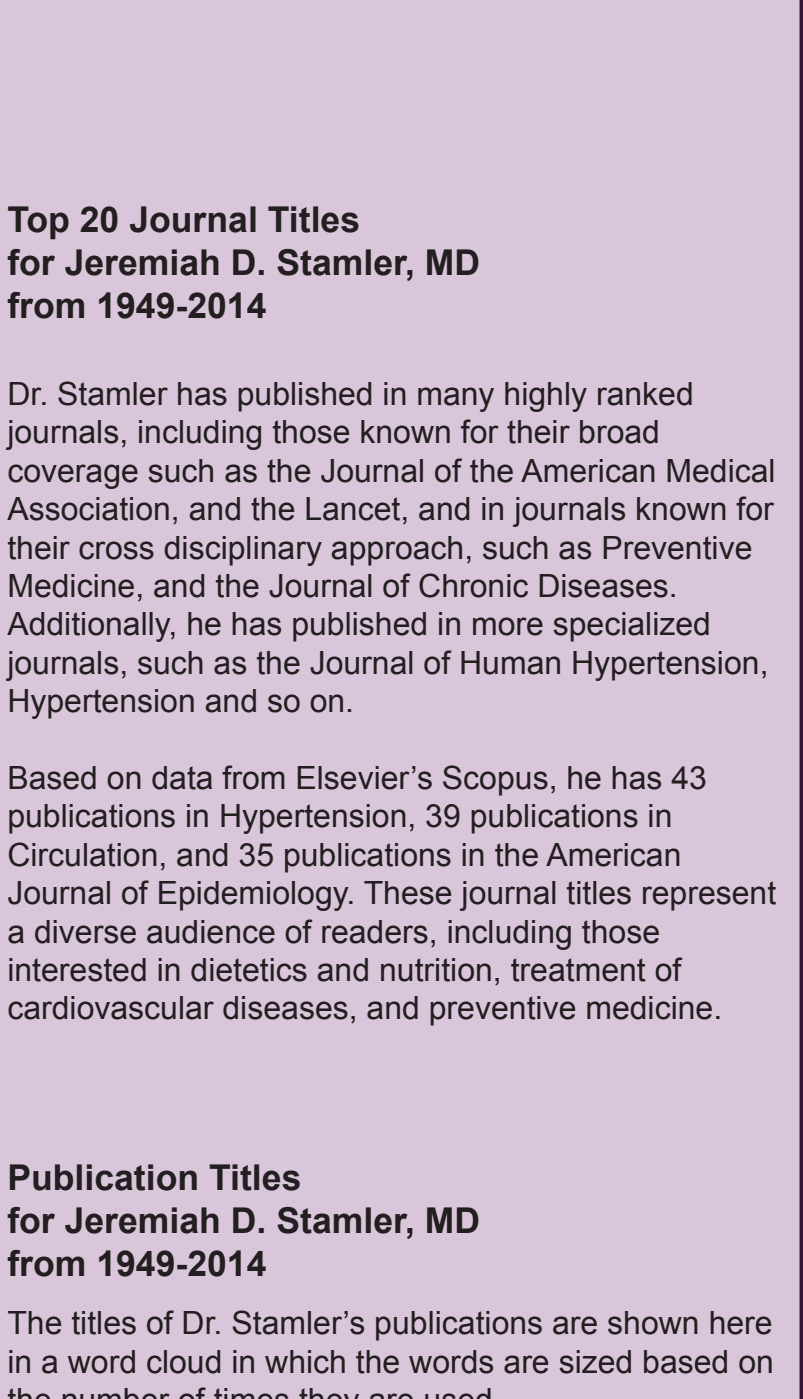 Top 20 Journal Titles
for Jeremiah D. Stamler, MD
from 1949-2014
Dr. Stamler has published in many highly ranked
journals, including those known for their broad
coverage such as the Journal of the American Medical
Association, and the Lancet, and in journals known for
their cross disciplinary approach, such as Preventive
Medicine, and the Journal of Chronic Diseases.
Additionally, he has published in more specialized
journals, such as the Journal of Human Hypertension,
Hypertension and so on.
Based on data from Elsevier’s Scopus, he has 43
publications in Hypertension, 39 publications in
Circulation, and 35 publications in the American
Journal of Epidemiology. These journal titles represent
a diverse audience of readers, including those
interested in dietetics and nutrition, treatment of
cardiovascular diseases, and preventive medicine.
Publication Titles
for Jeremiah D. Stamler, MD
from 1949-2014
The titles of Dr. Stamler’s publications are shown here
in a word cloud in which the words are sized based on
the number of times they are used